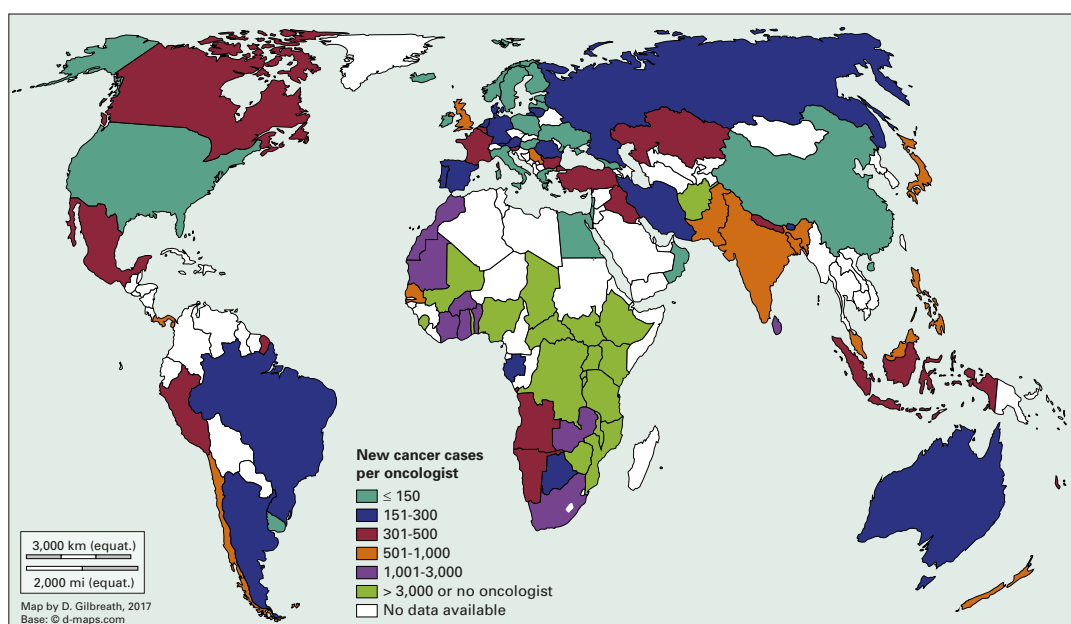 New cancer cases
per oncologist
≤ 150
151-300
301-500
501-1,000
1,001-3,000
> 3,000 or no oncologist
No data available
3,000 km (equat.)
2,000 mi (equat.)
Map by D. Gilbreath, 2017
Base: © d-maps.com